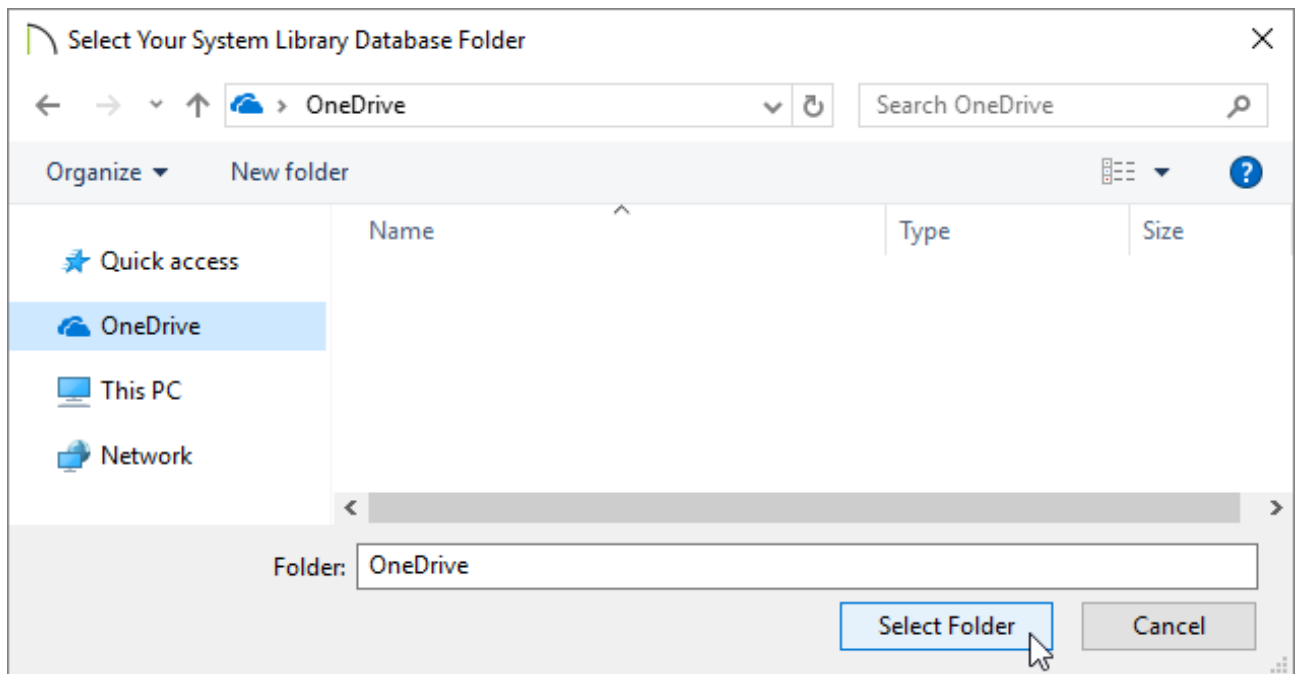 Select Your System Library Database Folder
OneDrive
Search OneDrive
Organize
New folder
Name
Type
Size
Quick access
OneDrive
This PC
Network
Folder:
OneDrive
Select Folder
Cancel